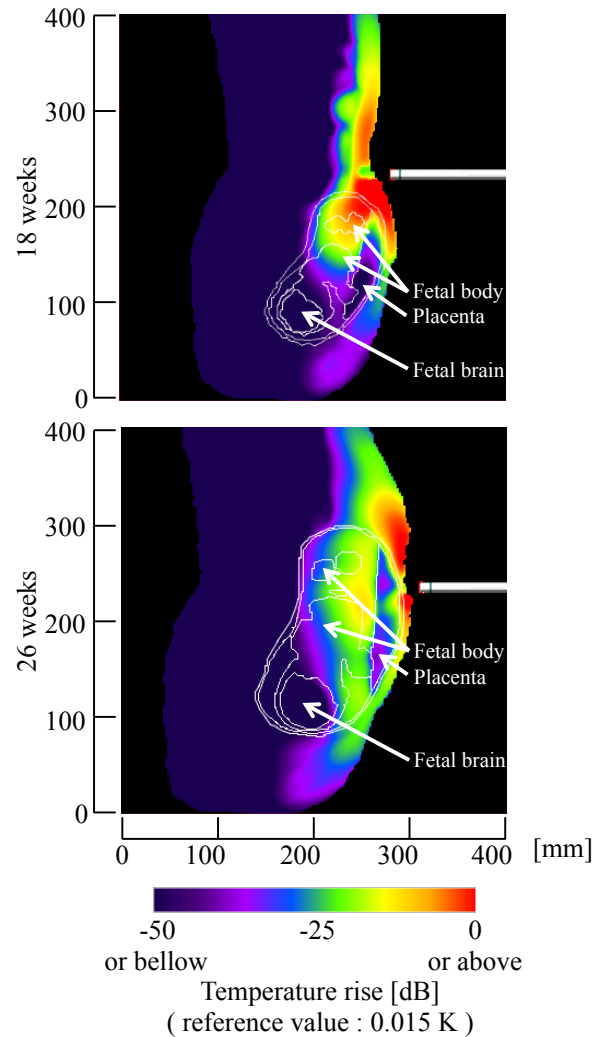 400
300
200
100
0
18 weeks
Fetal body
Placenta
Fetal brain
400
300
200
100
0
26 weeks
Fetal body
Placenta
Fetal brain
0 100 200 300 400 [mm]
-50 -25 0
or bellow or above
Temperature rise [dB]
( reference value : 0.015 K )